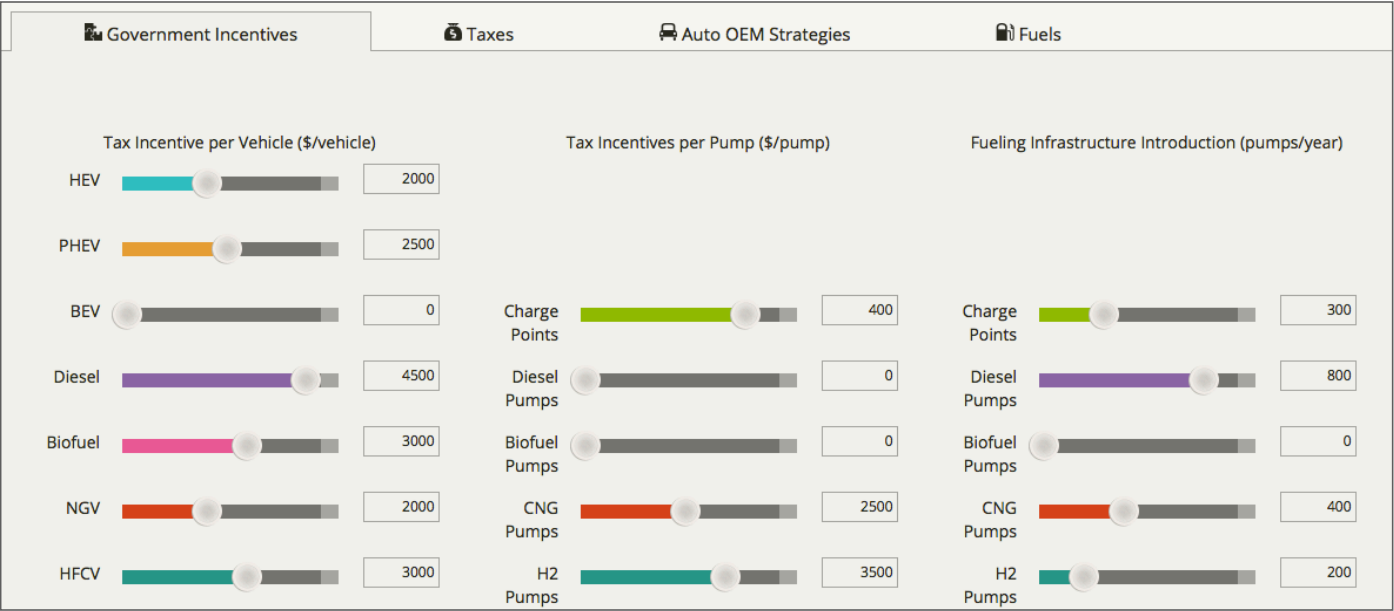 Government Incentives Taxes Auto OEM Strategies Fuels
Tax Incentive per Vehicle ($/vehicle) Tax Incentives per Pump ($/pump) Fueling Infrastructure Introduction (pumps/year)
HEV 2000
PHEV 2500
BEV 0 Charge 400 Charge 300
Points Points
Diesel 4500 Diesel 0 Diesel 800
Pumps Pumps
Biofuel 3000 Biofuel 0 Biofuel 0
Pumps Pumps
NGV 2000 CNG 2500 CNG 400
Pumps Pumps
HFCV 3000 H2 3500 H2 200
Pumps Pumps